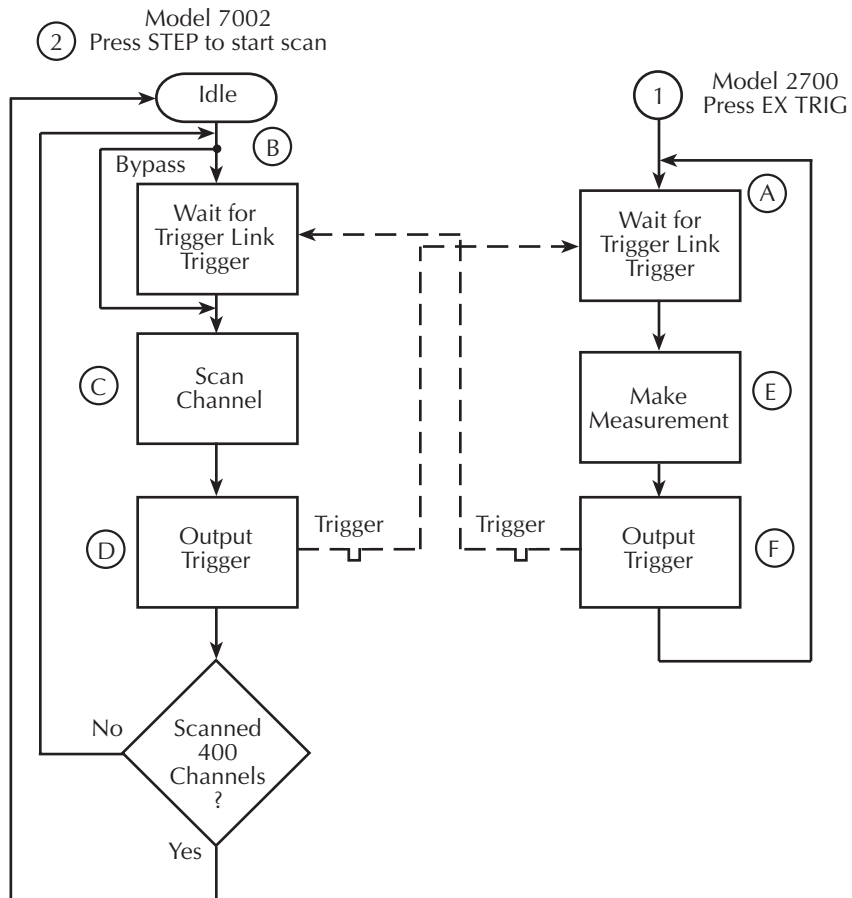 2
Model 7002
Press STEP to start scan
Idle
B
Bypass
Wait for
Trigger Link
Trigger
C
Scan
Channel
D
Output
Trigger
Trigger
No
Scanned
400
Channels
?
Yes
1
Model 2700
Press EX TRIG
A
Wait for
Trigger Link
Trigger
E
Make
Measurement
Trigger
Output
Trigger
F